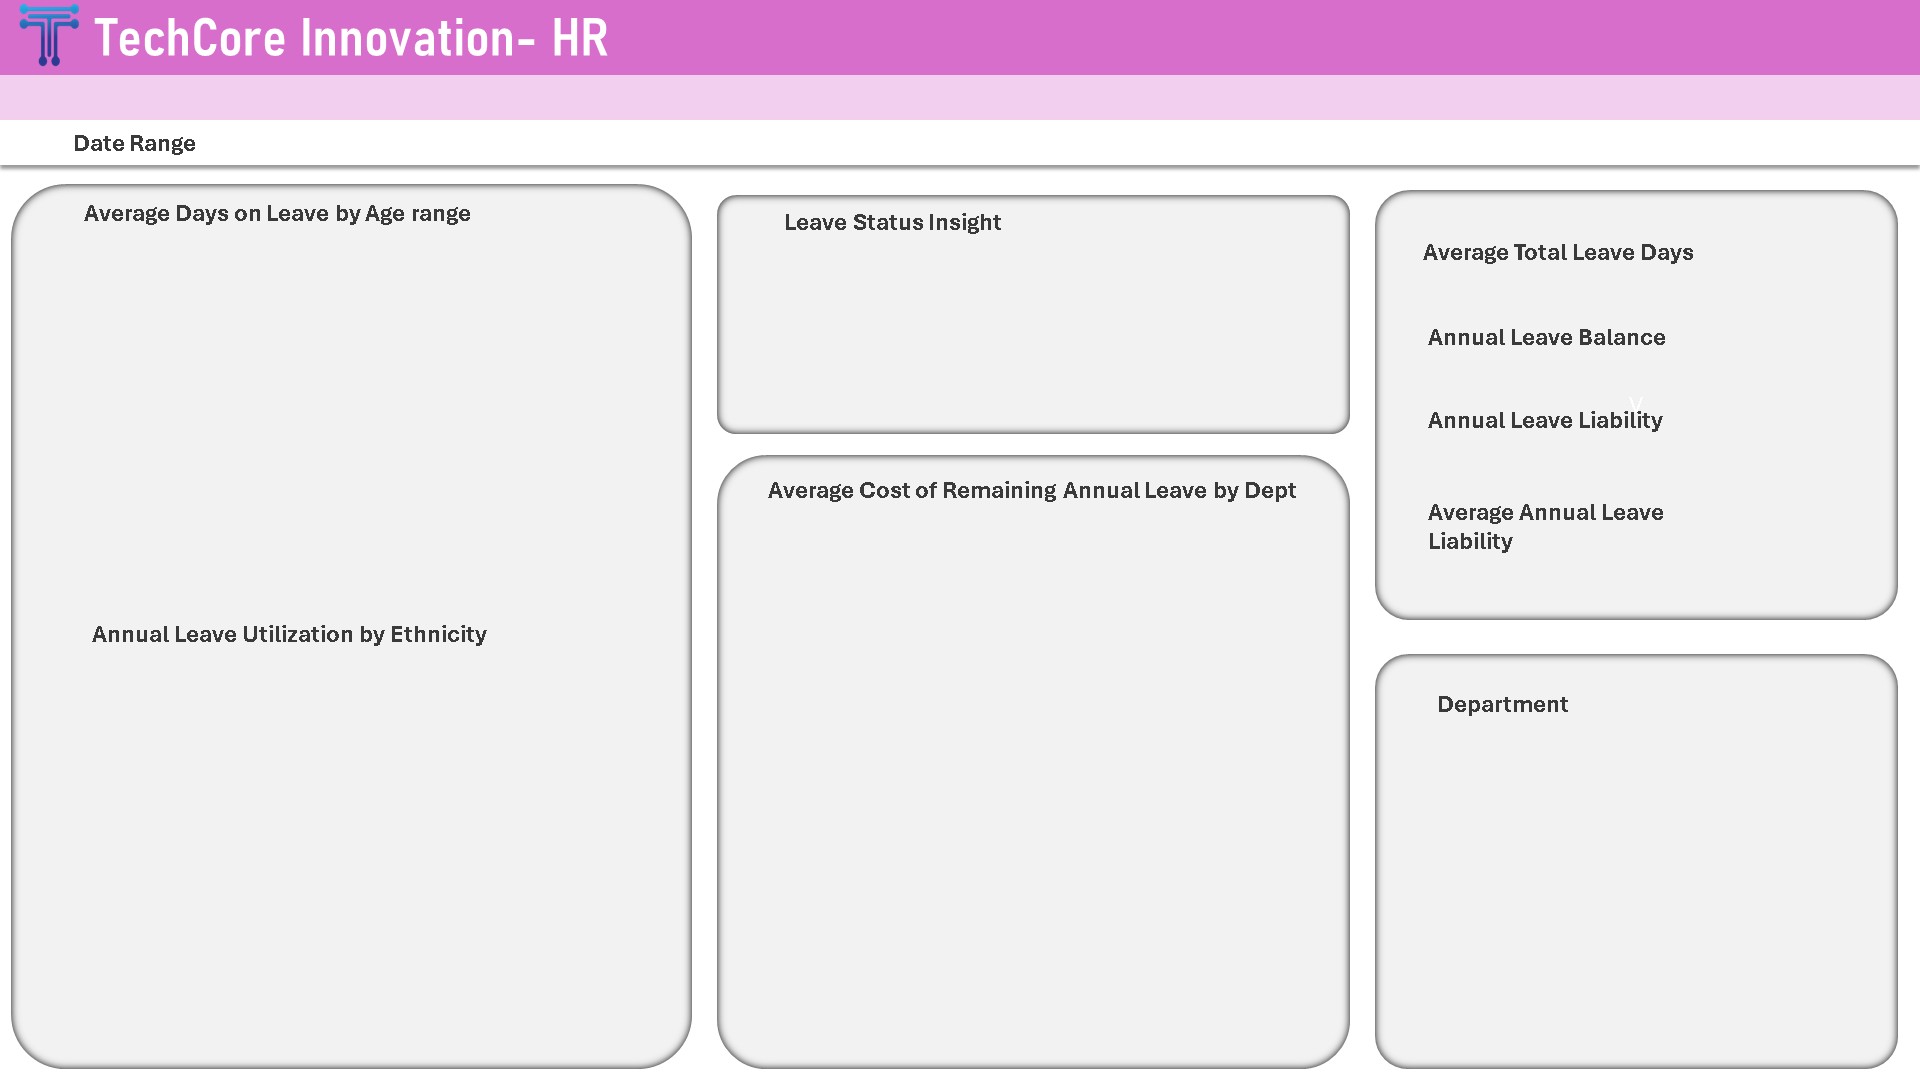 TechCore Innovation- HR
Date Range
Average Days on Leave by Age range
Annual Leave Utilization by Ethnicity
Leave Status Insight
Average Cost of Remaining Annual Leave by Dept
Average Total Leave Days
Annual Leave Balance
V
Annual Leave Liability
Average Annual Leave
Liability
Department